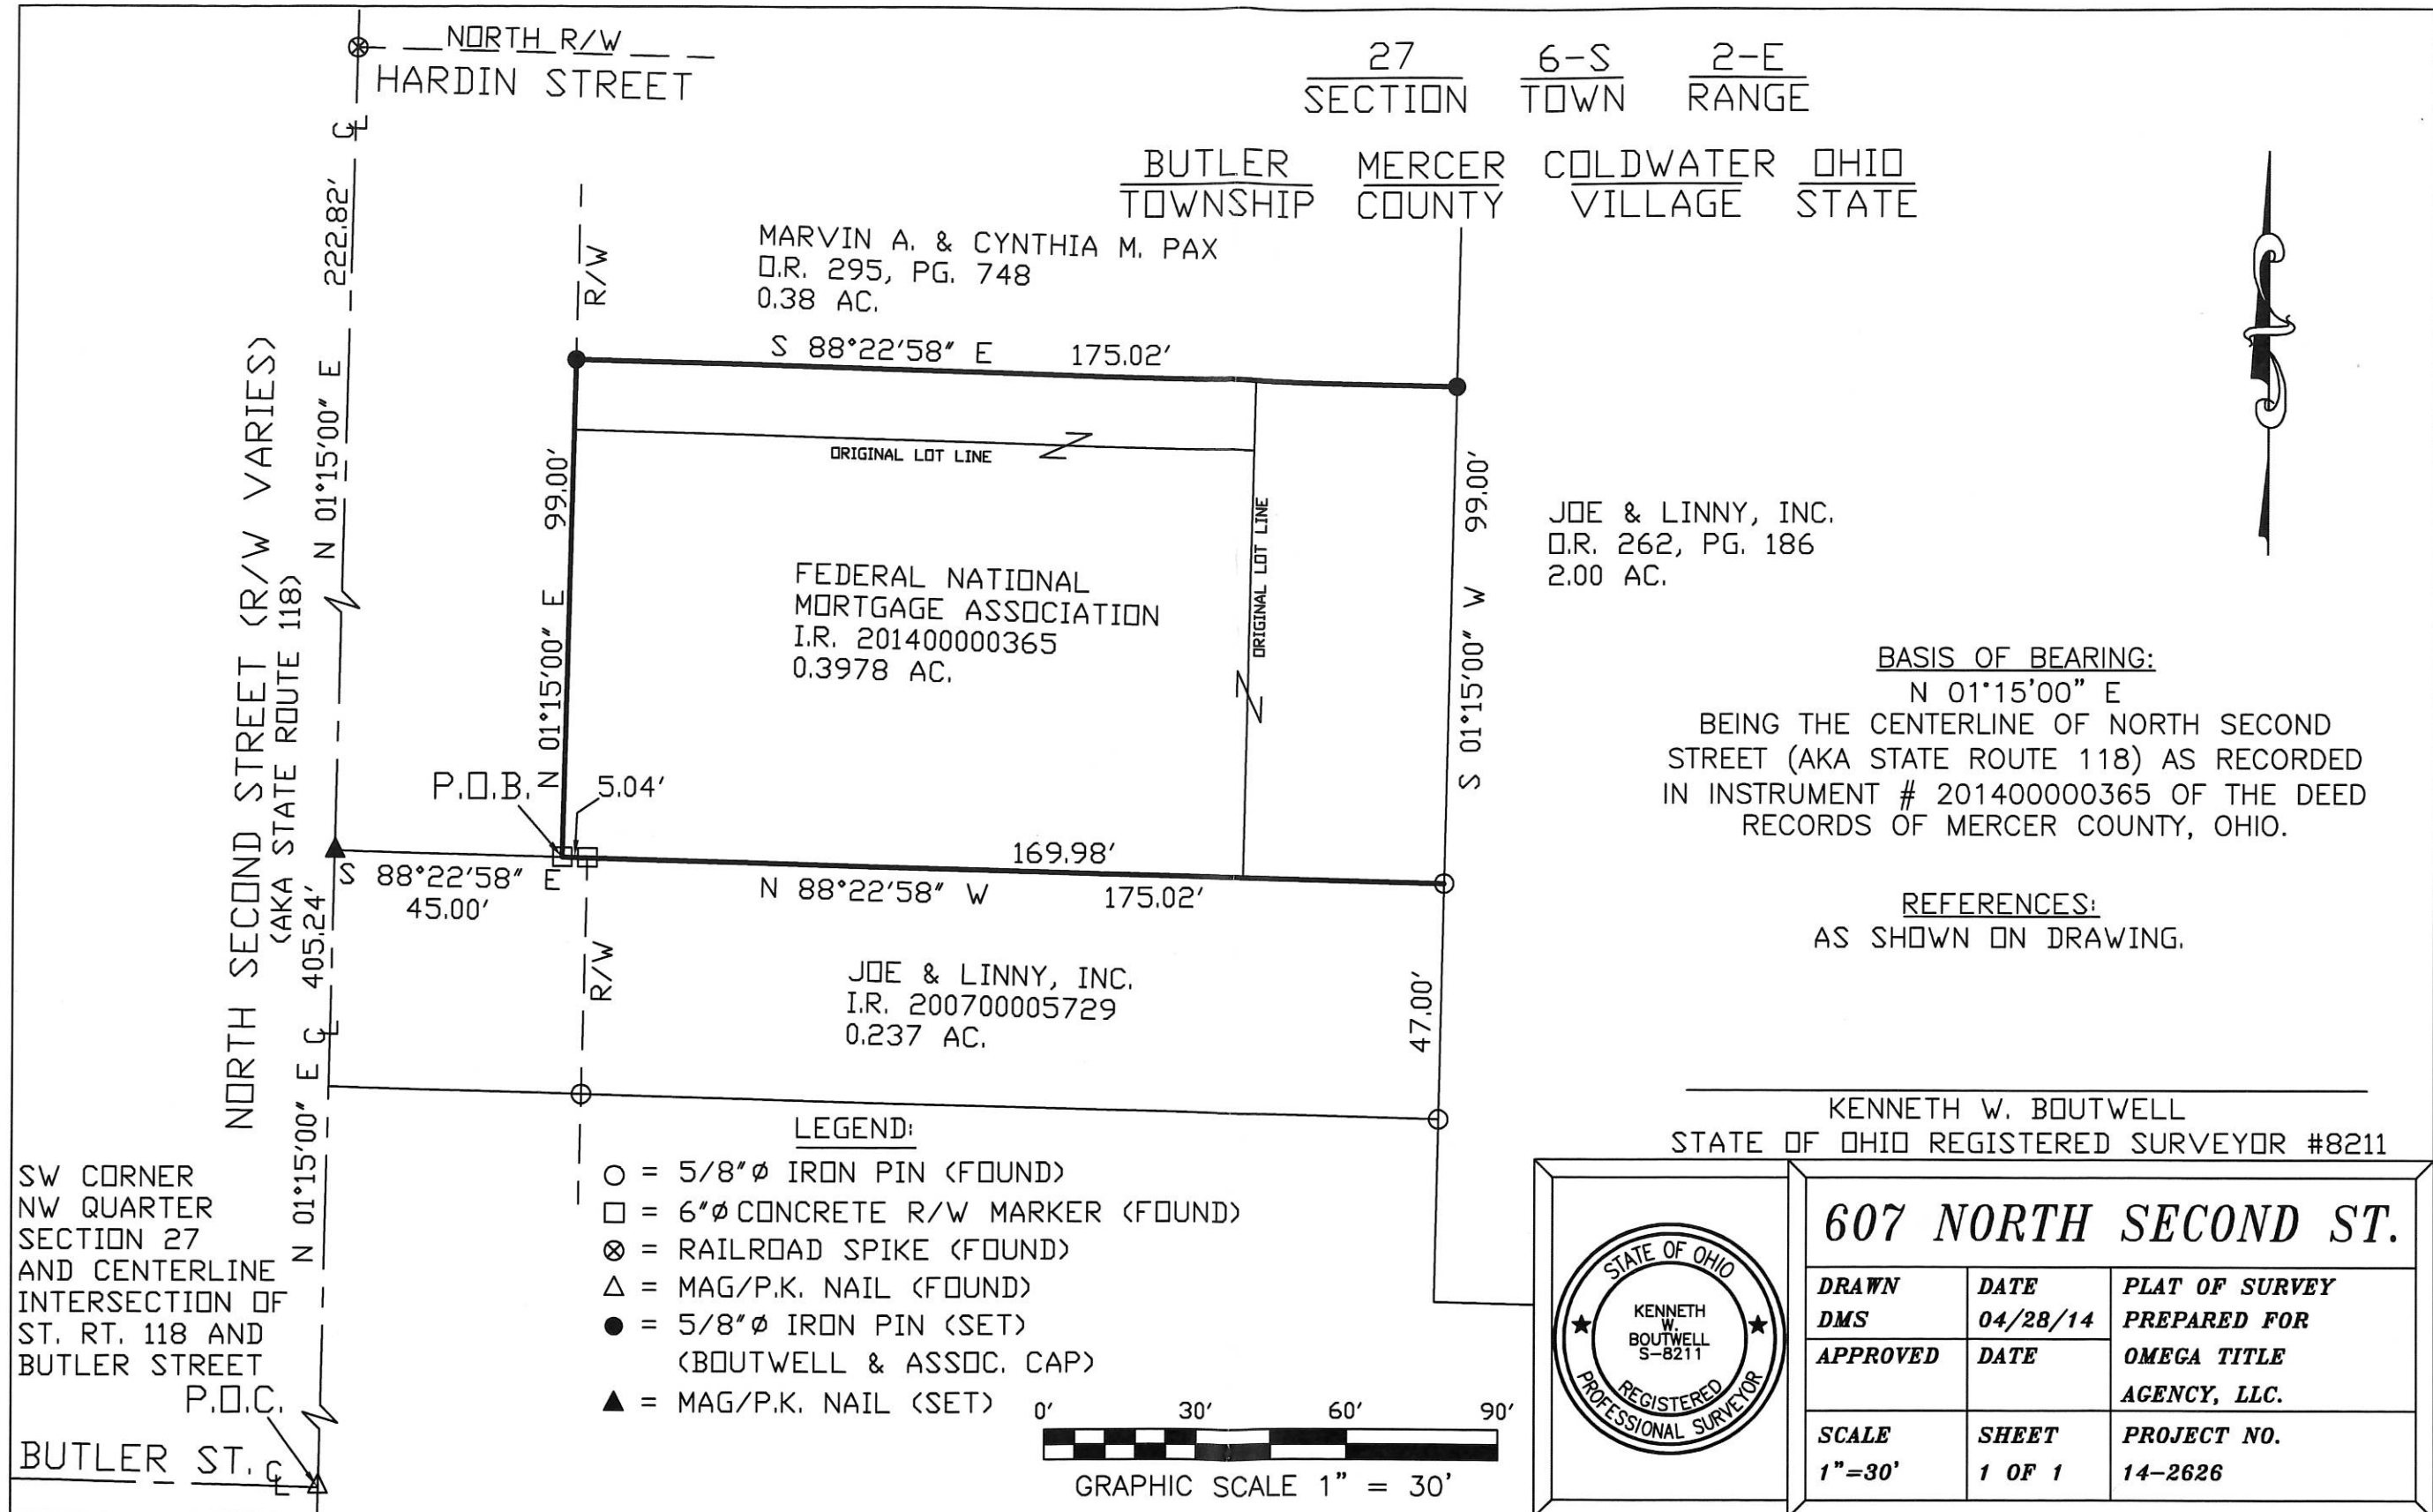 NORTH R/W
HARDIN STREET
27 6-S 2-E
SECTION TOWN RANGE
BUTLER MERCER COLDWATER OHIO
TOWNSHIP COUNTY VILLAGE STATE
N 01°15'00" E 222.82' CL
R/W
MARVIN A. & CYNTHIA M. PAX
O.R. 295, PG. 748
0.38 AC.
S 88°22'58" E 175.02'
ORIGINAL LOT LINE
ORIGINAL LOT LINE
NORTH SECOND STREET (R/W VARIES)
(AKA STATE ROUTE 118)
N 01°15'00" E 99.00'
FEDERAL NATIONAL
MORTGAGE ASSOCIATION
I.R. 201400000365
0.3978 AC.
S 01°15'00" W 99.00'
JOE & LINNY, INC.
O.R. 262, PG. 186
2.00 AC.
BASIS OF BEARING:
N 01°15'00" E
BEING THE CENTERLINE OF NORTH SECOND
STREET (AKA STATE ROUTE 118) AS RECORDED
IN INSTRUMENT # 201400000365 OF THE DEED
RECORDS OF MERCER COUNTY, OHIO.
P.O.B.
5.04'
169.98'
S 88°22'58" E
45.00'
N 88°22'58" W 175.02'
REFERENCES:
AS SHOWN ON DRAWING.
N 01°15'00" E CL 405.24'
R/W
JOE & LINNY, INC.
I.R. 200700005729
0.237 AC.
47.00'
SW CORNER
NW QUARTER
SECTION 27
AND CENTERLINE
INTERSECTION OF
ST. RT. 118 AND
BUTLER STREET
P.O.C.
BUTLER ST. CL
LEGEND:
○ = 5/8"ø IRON PIN (FOUND)
□ = 6"ø CONCRETE R/W MARKER (FOUND)
⊗ = RAILROAD SPIKE (FOUND)
△ = MAG/P.K. NAIL (FOUND)
● = 5/8"ø IRON PIN (SET)
(BOUTWELL & ASSOC. CAP)
▲ = MAG/P.K. NAIL (SET)
0' 30' 60' 90'
GRAPHIC SCALE 1" = 30'
KENNETH W. BOUTWELL
STATE OF OHIO REGISTERED SURVEYOR #8211
STATE OF OHIO
KENNETH
W.
BOUTWELL
S-8211
REGISTERED
PROFESSIONAL SURVEYOR
607 NORTH SECOND ST.
DRAWN
DMS
DATE
04/28/14
PLAT OF SURVEY
PREPARED FOR
OMEGA TITLE
AGENCY, LLC.
APPROVED
DATE
SCALE
1"=30'
SHEET
1 OF 1
PROJECT NO.
14-2626